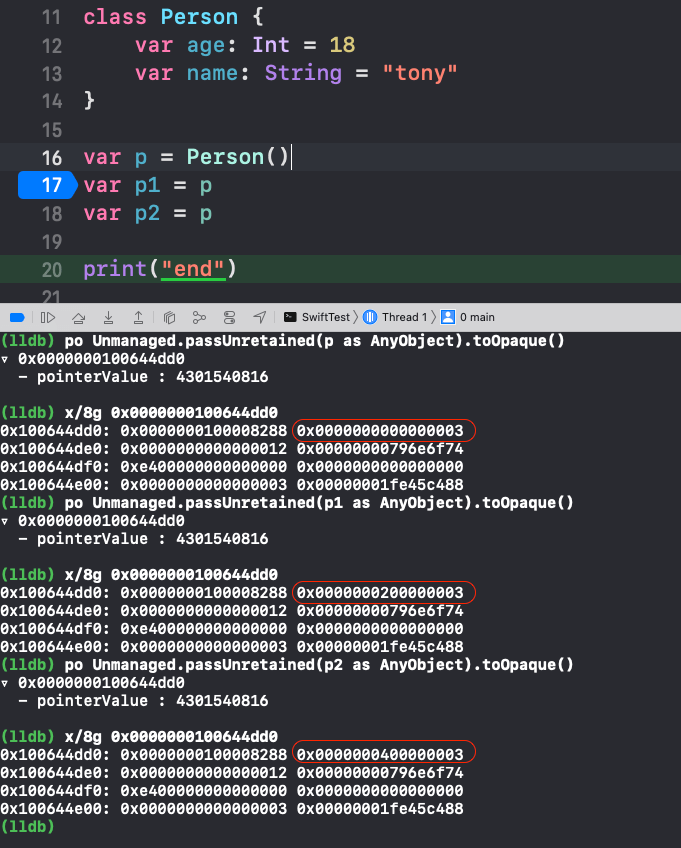 11 class Person {
12 var age: Int = 18
13 var name: String = "tony"
14 }
15
16 var p = Person()
17 var p1 = p
18 var p2 = p
19
20 print("end")
21
SwiftTest Thread 1 0 main
(lldb) po Unmanaged.passUnretained(p as AnyObject).toOpaque()
▿ 0x0000000100644dd0
- pointerValue : 4301540816
(lldb) x/8g 0x0000000100644dd0
0x100644dd0: 0x0000000100008288 0x0000000000000003
0x100644de0: 0x0000000000000012 0x00000000796e6f74
0x100644df0: 0xe400000000000000 0x0000000000000000
0x100644e00: 0x0000000000000003 0x00000001fe45c488
(lldb) po Unmanaged.passUnretained(p1 as AnyObject).toOpaque()
▿ 0x0000000100644dd0
- pointerValue : 4301540816
(lldb) x/8g 0x0000000100644dd0
0x100644dd0: 0x0000000100008288 0x0000000200000003
0x100644de0: 0x0000000000000012 0x00000000796e6f74
0x100644df0: 0xe400000000000000 0x0000000000000000
0x100644e00: 0x0000000000000003 0x00000001fe45c488
(lldb) po Unmanaged.passUnretained(p2 as AnyObject).toOpaque()
▿ 0x0000000100644dd0
- pointerValue : 4301540816
(lldb) x/8g 0x0000000100644dd0
0x100644dd0: 0x0000000100008288 0x0000000400000003
0x100644de0: 0x0000000000000012 0x00000000796e6f74
0x100644df0: 0xe400000000000000 0x0000000000000000
0x100644e00: 0x0000000000000003 0x00000001fe45c488
(lldb)